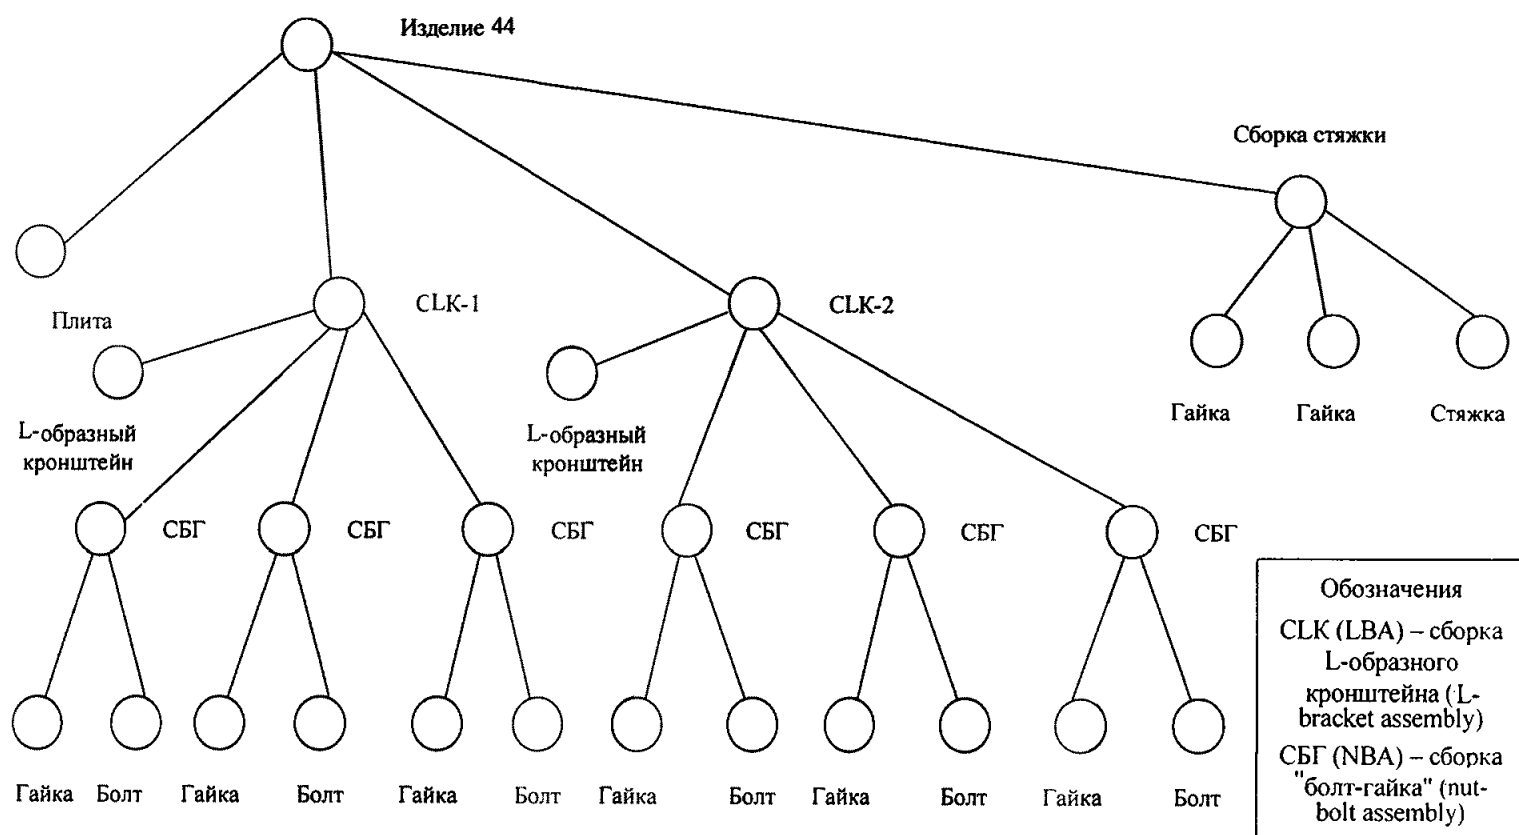 Изделие 44
Сборка стяжки
Плита
CLK-1
CLK-2
Гайка
Гайка
Стяжка
L-образный
кронштейн
L-образный
кронштейн
СБГ
СБГ
СБГ
СБГ
СБГ
СБГ
Гайка
Болт
Гайка
Болт
Гайка
Болт
Гайка
Болт
Гайка
Болт
Гайка
Болт
Обозначения
CLK (LBA) – сборка
L-образного
кронштейна (L-
bracket assembly)
СБГ (NBA) – сборка
"болт-гайка" (nut-
bolt assembly)